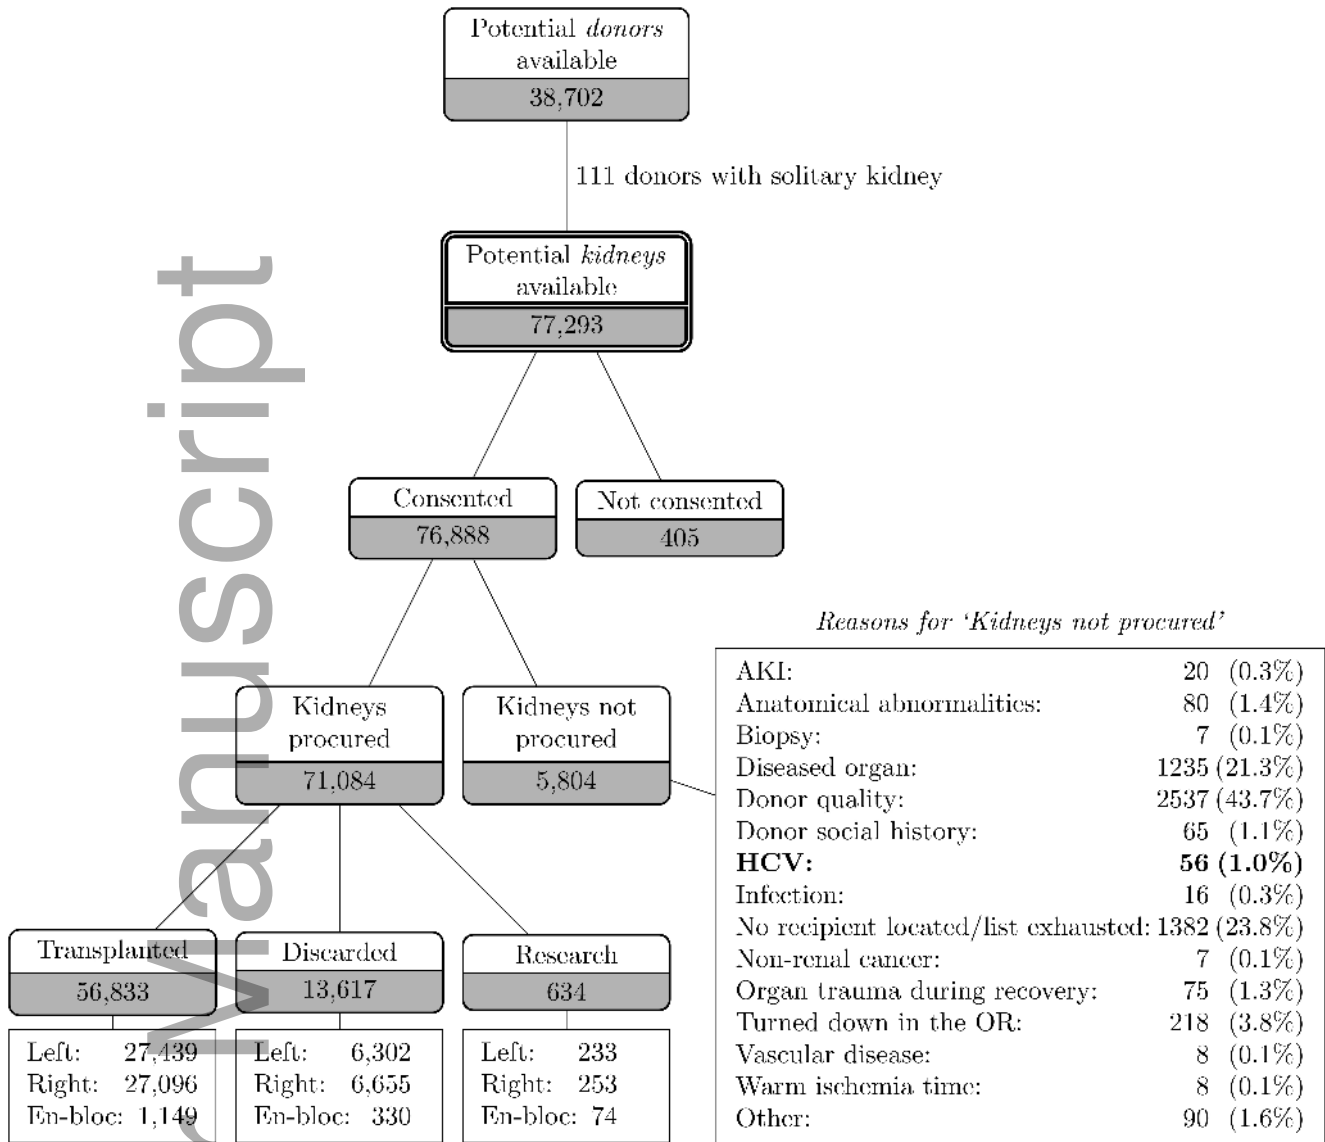 Potential donors
available
38,702
111 donors with solitary kidney
Potential kidneys
available
77,293
Consented
76,888
Not consented
405
Kidneys
procured
71,084
Kidneys not
procured
5,804
Transplanted
56,833
Left: 27,439
Right: 27,096
En-bloc: 1,149
Discarded
13,617
Left: 6,302
Right: 6,655
En-bloc: 330
Research
634
Left: 233
Right: 253
En-bloc: 74
Reasons for ‘Kidneys not procured’
AKI: 20 (0.3%)
Anatomical abnormalities: 80 (1.4%)
Biopsy: 7 (0.1%)
Diseased organ: 1235 (21.3%)
Donor quality: 2537 (43.7%)
Donor social history: 65 (1.1%)
HCV: 56 (1.0%)
Infection: 16 (0.3%)
No recipient located/list exhausted: 1382 (23.8%)
Non-renal cancer: 7 (0.1%)
Organ trauma during recovery: 75 (1.3%)
Turned down in the OR: 218 (3.8%)
Vascular disease: 8 (0.1%)
Warm ischemia time: 8 (0.1%)
Other: 90 (1.6%)
Manuscript